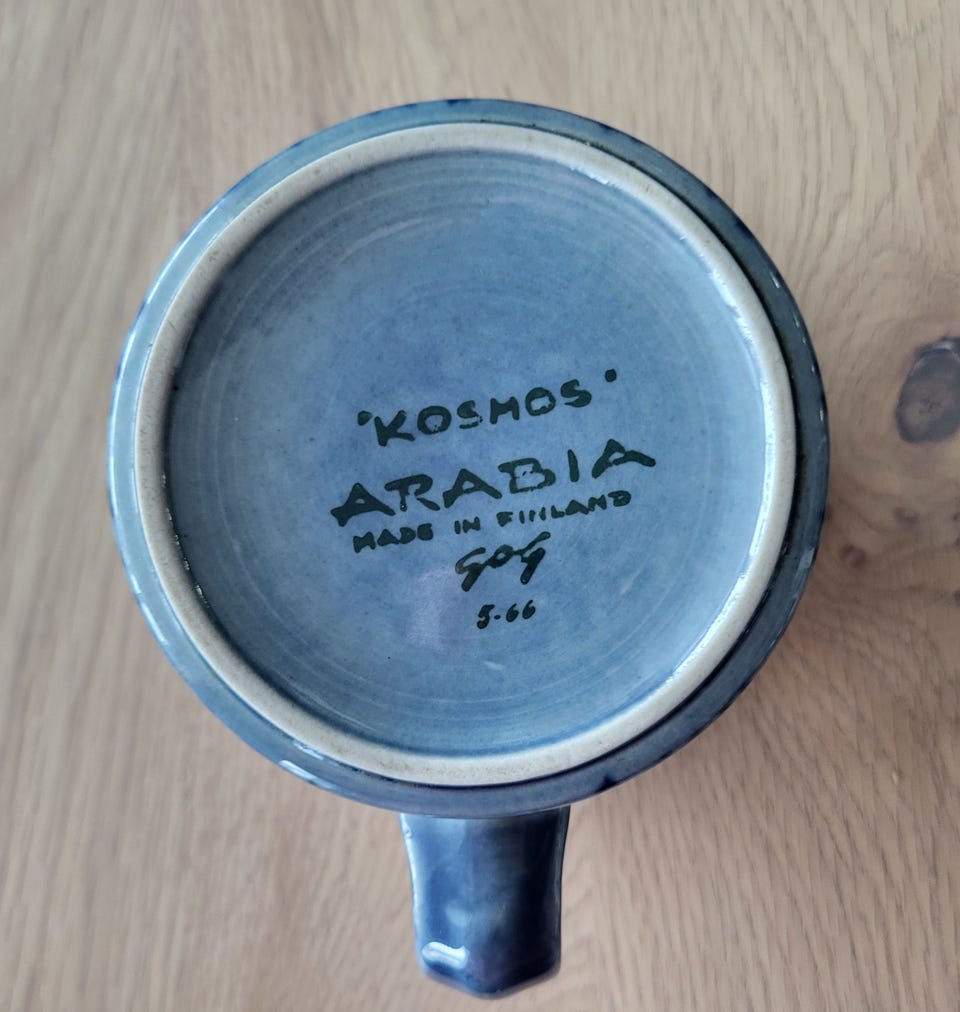 'KOSMOS'
ARABIA
MADE IN FINLAND
GOG
5-66